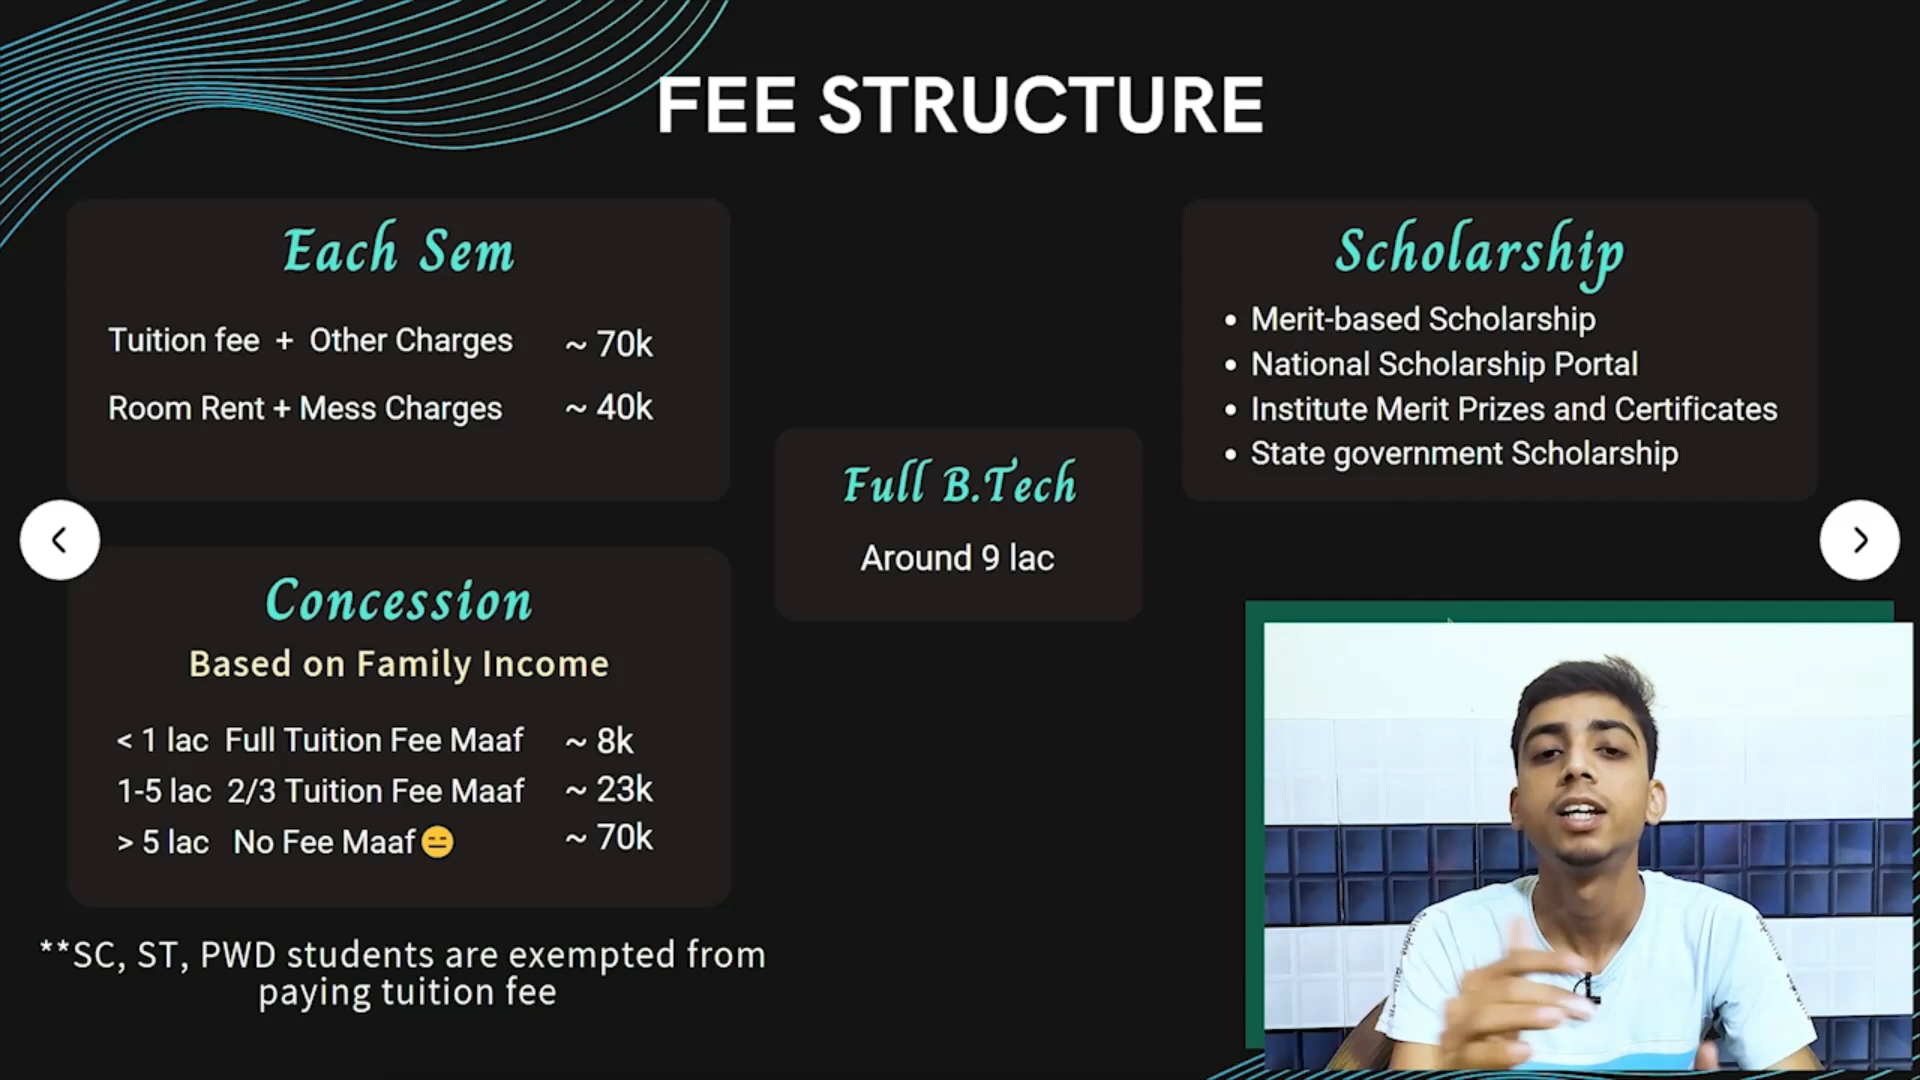 FEE STRUCTURE
Each Sem
Tuition fee + Other Charges ~ 70k
Room Rent + Mess Charges ~ 40k
Concession
Based on Family Income
< 1 lac Full Tuition Fee Maaf ~ 8k
1-5 lac 2/3 Tuition Fee Maaf ~ 23k
> 5 lac No Fee Maaf😑 ~ 70k
**SC, ST, PWD students are exempted from
paying tuition fee
Full B.Tech
Around 9 lac
Scholarship
• Merit-based Scholarship
• National Scholarship Portal
• Institute Merit Prizes and Certificates
• State government Scholarship